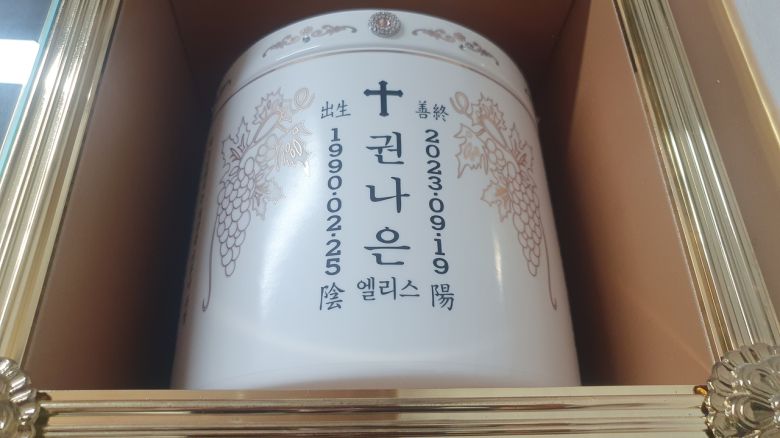 出生
1990.02.25
陰
권나은
엘리스
善終
2023.09.19
陽